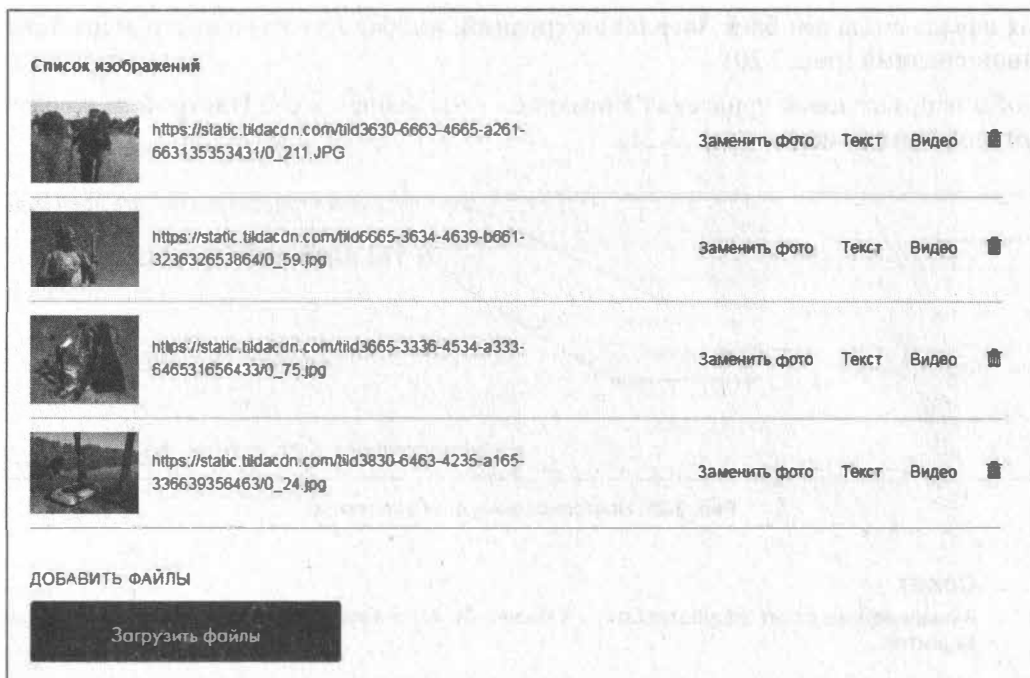 Список изображений
https://static.tildacdn.com/tild3630-6663-4665-a261-
663135353431/0_211.JPG
Заменить фото Текст Видео
https://static.tildacdn.com/tild6665-3634-4639-b661-
323632653864/0_59.jpg
Заменить фото Текст Видео
https://static.tildacdn.com/tild3665-3336-4534-a333-
646531656433/0_75.jpg
Заменить фото Текст Видео
https://static.tildacdn.com/tild3930-6463-4235-a165-
336639356463/0_24.jpg
Заменить фото Текст Видео
ДОБАВИТЬ ФАЙЛЫ
Загрузить файлы